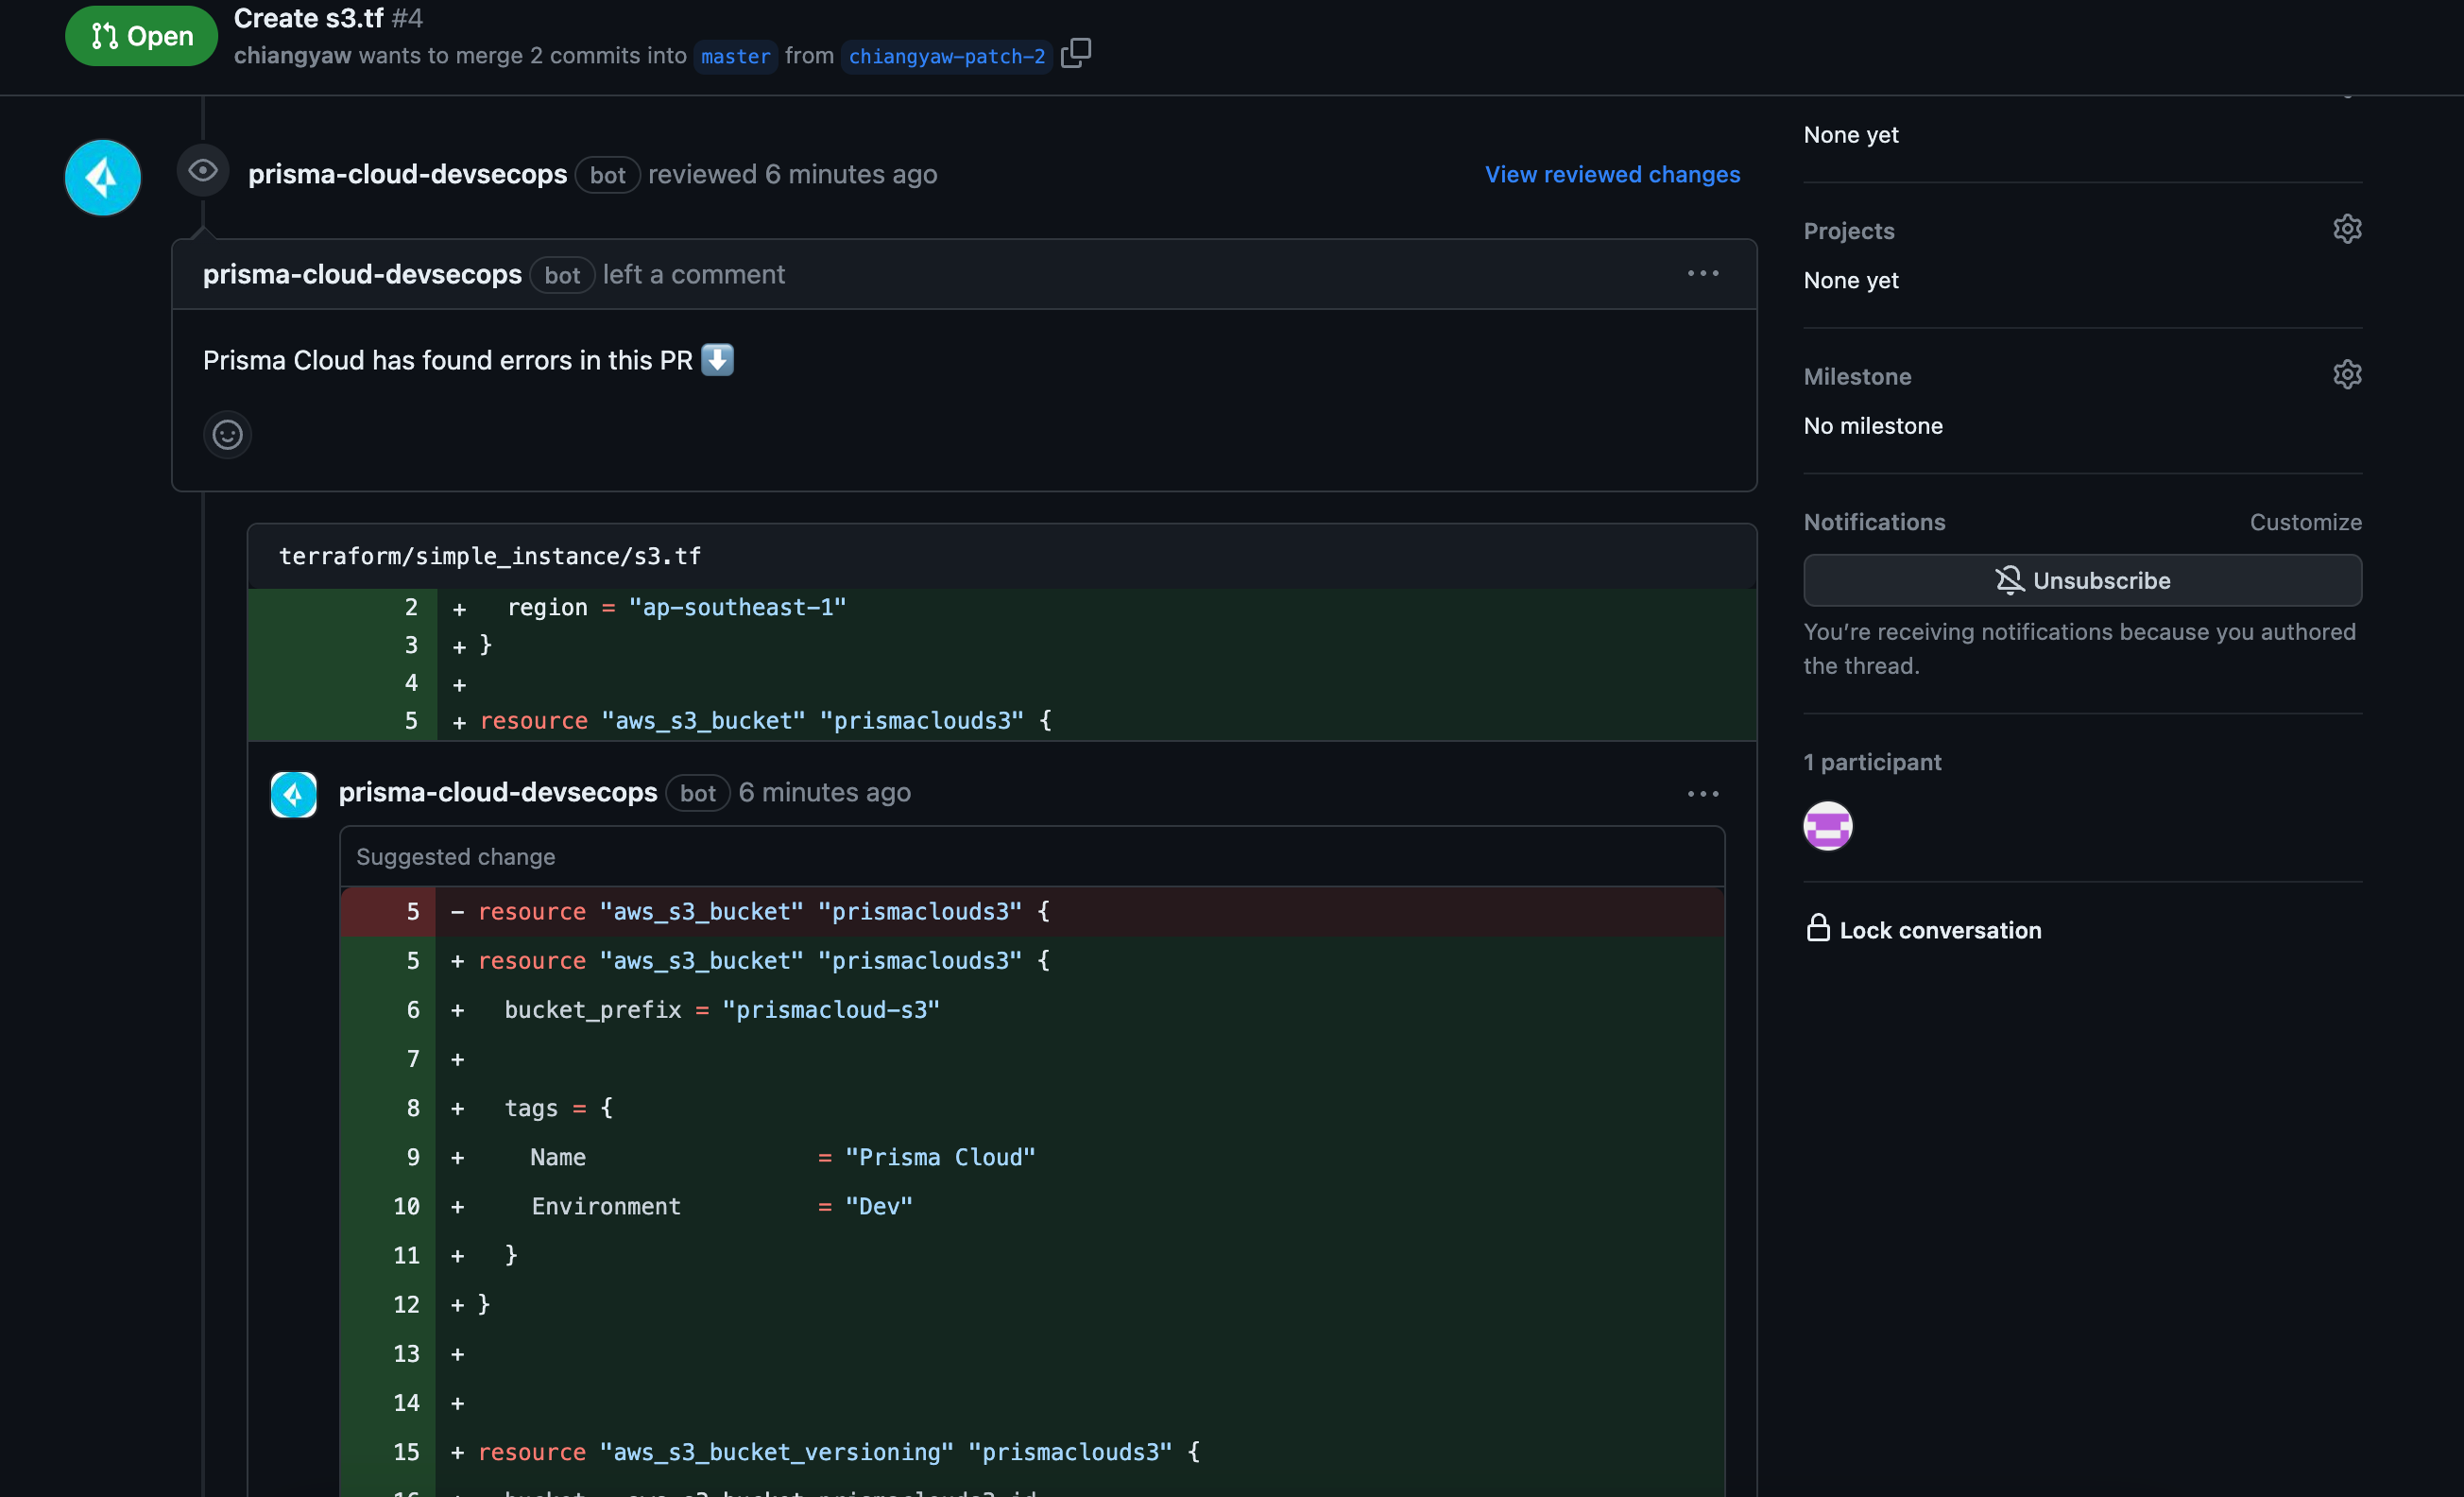 Open
Create s3.tf #4
chiangyaw wants to merge 2 commits into master from chiangyaw-patch-2
prisma-cloud-devsecops bot reviewed 6 minutes ago
View reviewed changes
prisma-cloud-devsecops bot left a comment
Prisma Cloud has found errors in this PR ⬇️
terraform/simple_instance/s3.tf
2 +   region = "ap-southeast-1"
3 + }
4 +
5 + resource "aws_s3_bucket" "prismaclouds3" {
prisma-cloud-devsecops bot 6 minutes ago
Suggested change
5 - resource "aws_s3_bucket" "prismaclouds3" {
5 + resource "aws_s3_bucket" "prismaclouds3" {
6 +   bucket_prefix = "prismacloud-s3"
7 +
8 +   tags = {
9 +     Name                 = "Prisma Cloud"
10 +     Environment          = "Dev"
11 +   }
12 + }
13 +
14 +
15 + resource "aws_s3_bucket_versioning" "prismaclouds3" {
16 +   bucket = aws_s3_bucket.prismaclouds3.id
None yet
Projects
None yet
Milestone
No milestone
Notifications
Customize
Unsubscribe
You’re receiving notifications because you authored
the thread.
1 participant
Lock conversation